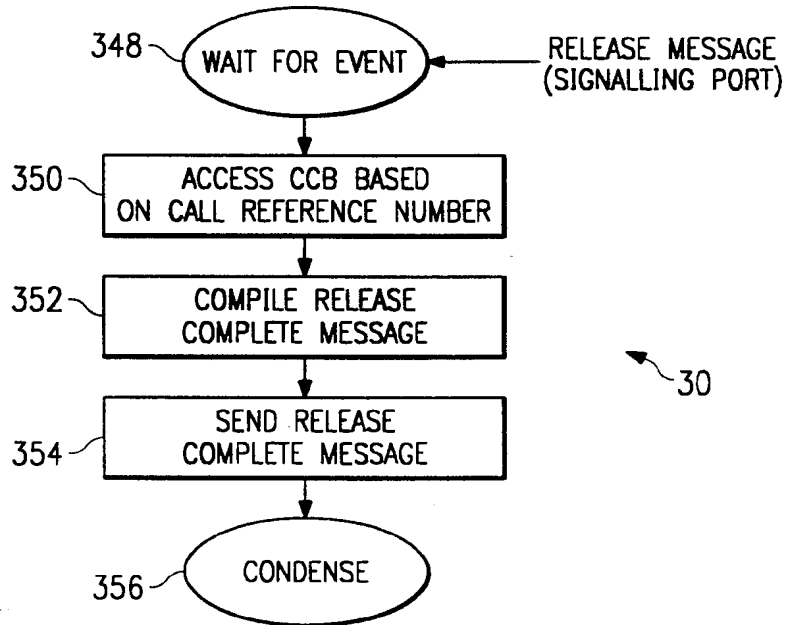 348
WAIT FOR EVENT
RELEASE MESSAGE
(SIGNALLING PORT)
350
ACCESS CCB BASED
ON CALL REFERENCE NUMBER
352
COMPILE RELEASE
COMPLETE MESSAGE
30
354
SEND RELEASE
COMPLETE MESSAGE
356
CONDENSE